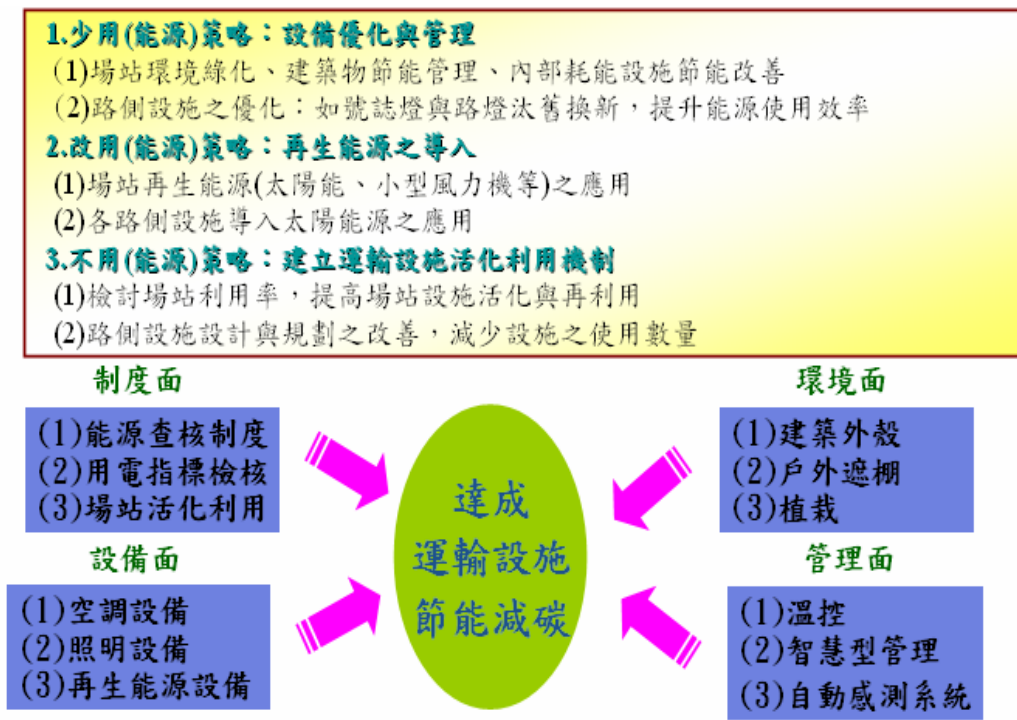 1.少用(能源)策略：設備優化與管理
(1)場站環境綠化、建築物節能管理、內部耗能設施節能改善
(2)路側設施之優化：如號誌燈與路燈汰舊換新，提升能源使用效率
2.改用(能源)策略：再生能源之導入
(1)場站再生能源(太陽能、小型風力機等)之應用
(2)各路側設施導入太陽能源之應用
3.不用(能源)策略：建立運輸設施活化利用機制
(1)檢討場站利用率，提高場站設施活化與再利用
(2)路側設施設計與規劃之改善，減少設施之使用數量
制度面
(1)能源查核制度
(2)用電指標檢核
(3)場站活化利用
設備面
(1)空調設備
(2)照明設備
(3)再生能源設備
達成
運輸設施
節能減碳
環境面
(1)建築外殼
(2)戶外遮棚
(3)植栽
管理面
(1)溫控
(2)智慧型管理
(3)自動感測系統